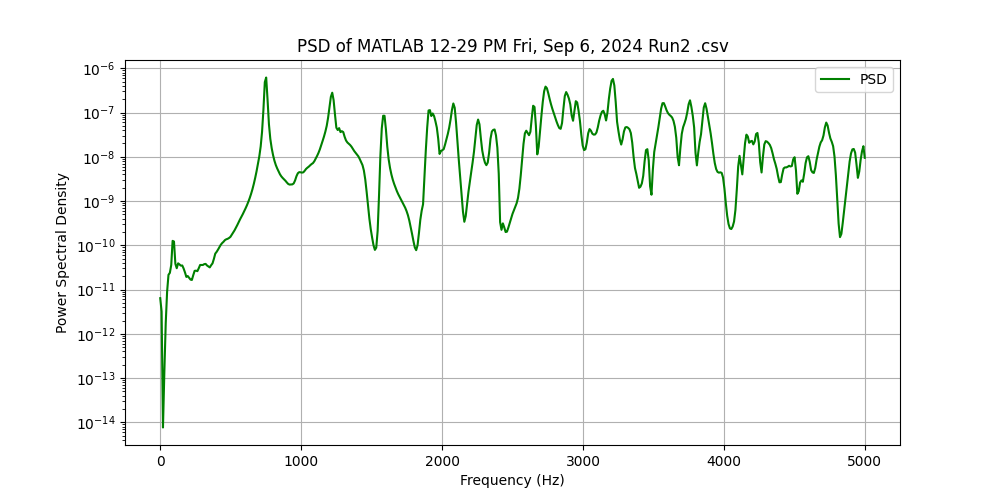 PSD of MATLAB 12-29 PM Fri, Sep 6, 2024 Run2 .csv
PSD
Power Spectral Density
10⁻⁶
10⁻⁷
10⁻⁸
10⁻⁹
10⁻¹⁰
10⁻¹¹
10⁻¹²
10⁻¹³
10⁻¹⁴
0 1000 2000 3000 4000 5000
Frequency (Hz)